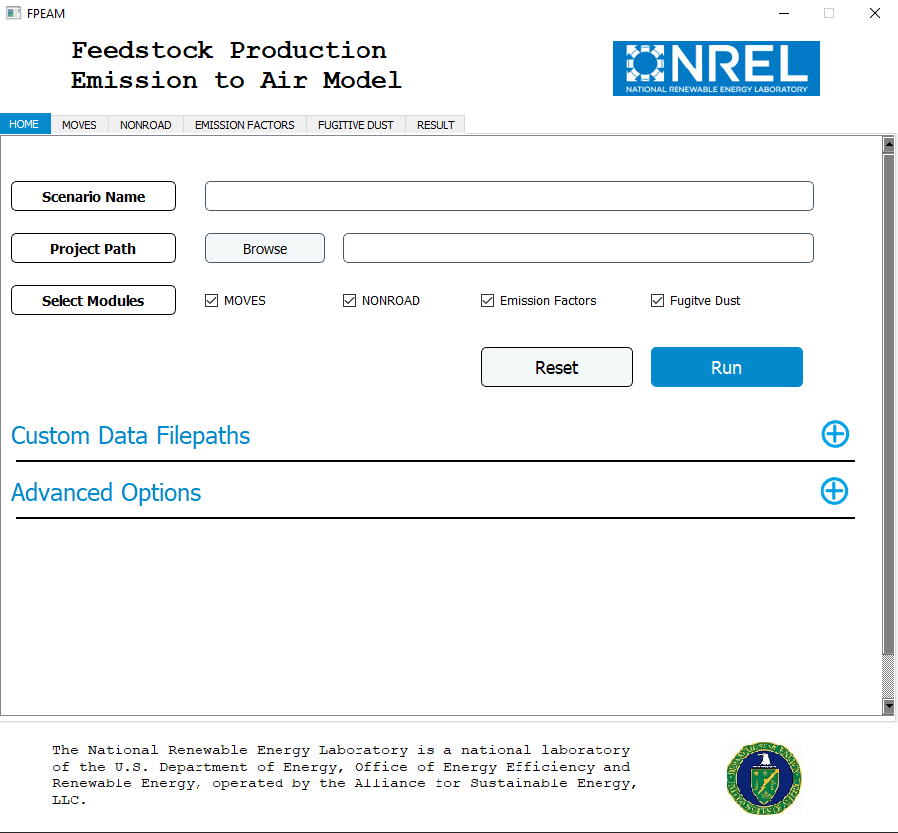 FPEAM
Feedstock Production
Emission to Air Model
NREL
NATIONAL RENEWABLE ENERGY LABORATORY
HOME MOVES NONROAD EMISSION FACTORS FUGITIVE DUST RESULT
Scenario Name
Project Path Browse
Select Modules MOVES NONROAD Emission Factors Fugitve Dust
Reset Run
Custom Data Filepaths
Advanced Options
The National Renewable Energy Laboratory is a national laboratory
of the U.S. Department of Energy, Office of Energy Efficiency and
Renewable Energy, operated by the Alliance for Sustainable Energy,
LLC.